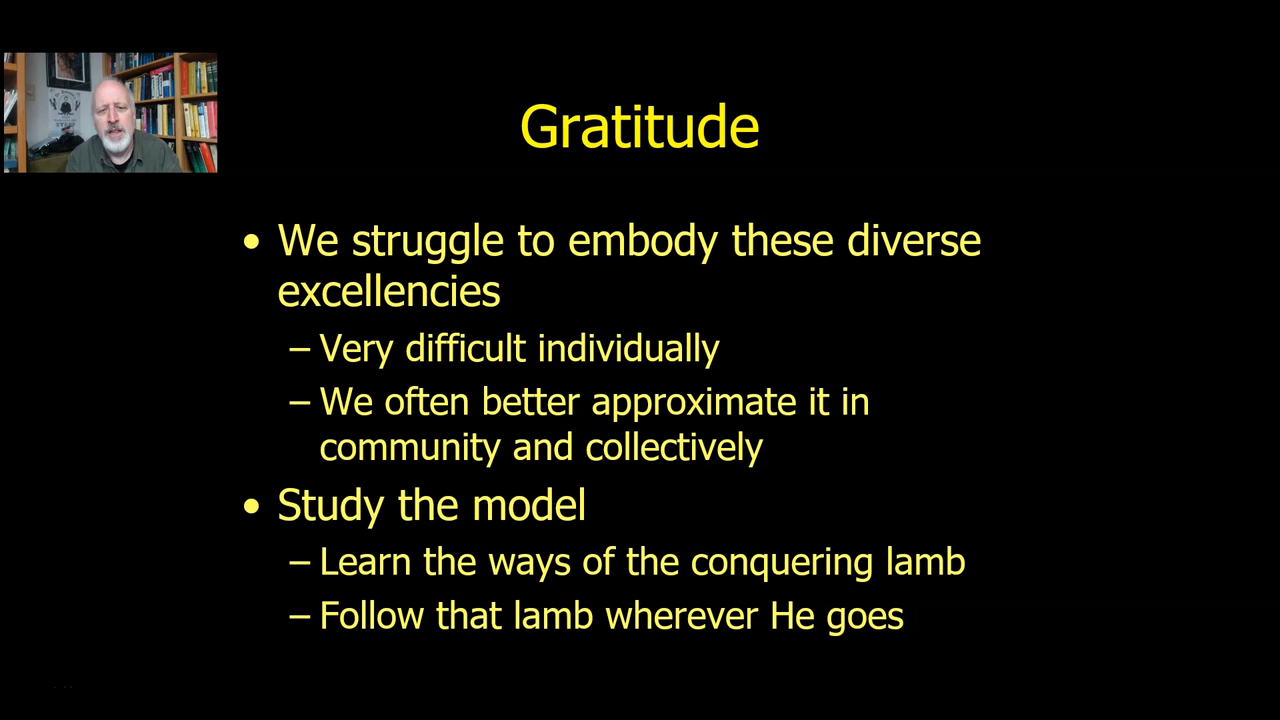 Gratitude
• We struggle to embody these diverse
excellencies
– Very difficult individually
– We often better approximate it in
community and collectively
• Study the model
– Learn the ways of the conquering lamb
– Follow that lamb wherever He goes